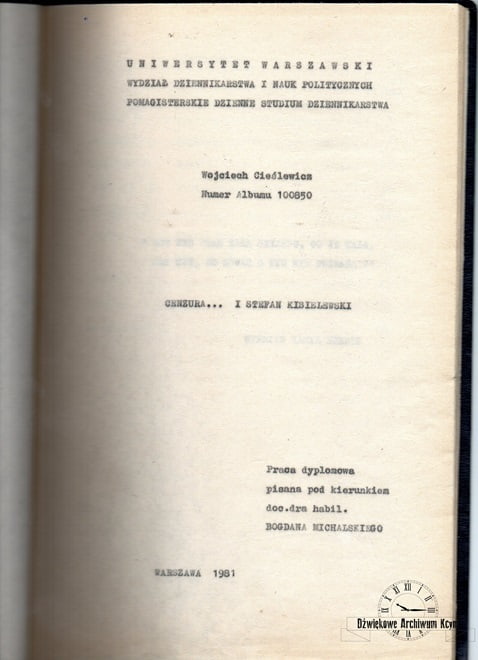 UNIWERSYTET WARSZAWSKI
WYDZIAŁ DZIENNIKARSTWA I NAUK POLITYCZNYCH
POMAGISTERSKIE DZIENNE STUDIUM DZIENNIKARSTWA
Wojciech Cieślewicz
Numer Albumu 100850
CENZURA... I STEFAN KISIELEWSKI
Praca dyplomowa
pisana pod kierunkiem
doc.dra habil.
BOGDANA MICHALSKIEGO
WARSZAWA 1981
Dźwiękowe Archiwum